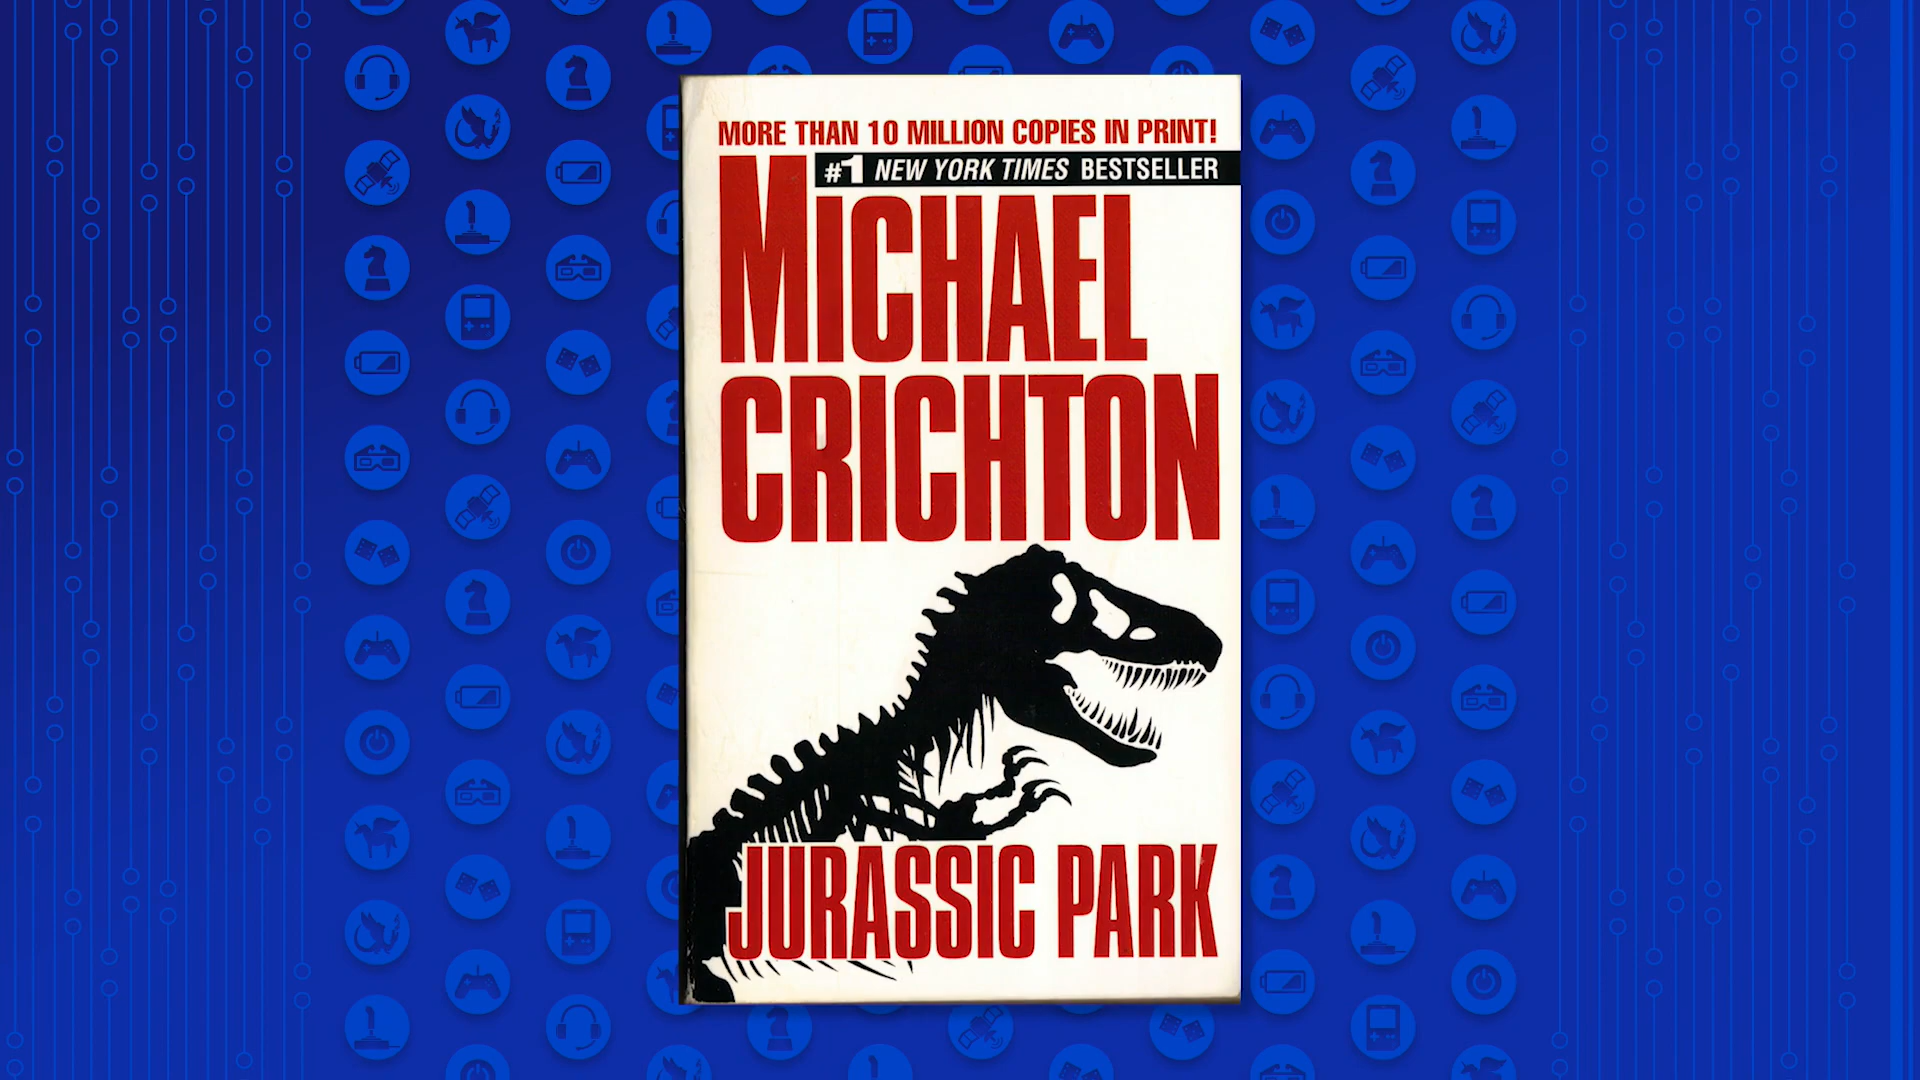 MORE THAN 10 MILLION COPIES IN PRINT!
#1 NEW YORK TIMES BESTSELLER
MICHAEL
CRICHTON
JURASSIC PARK